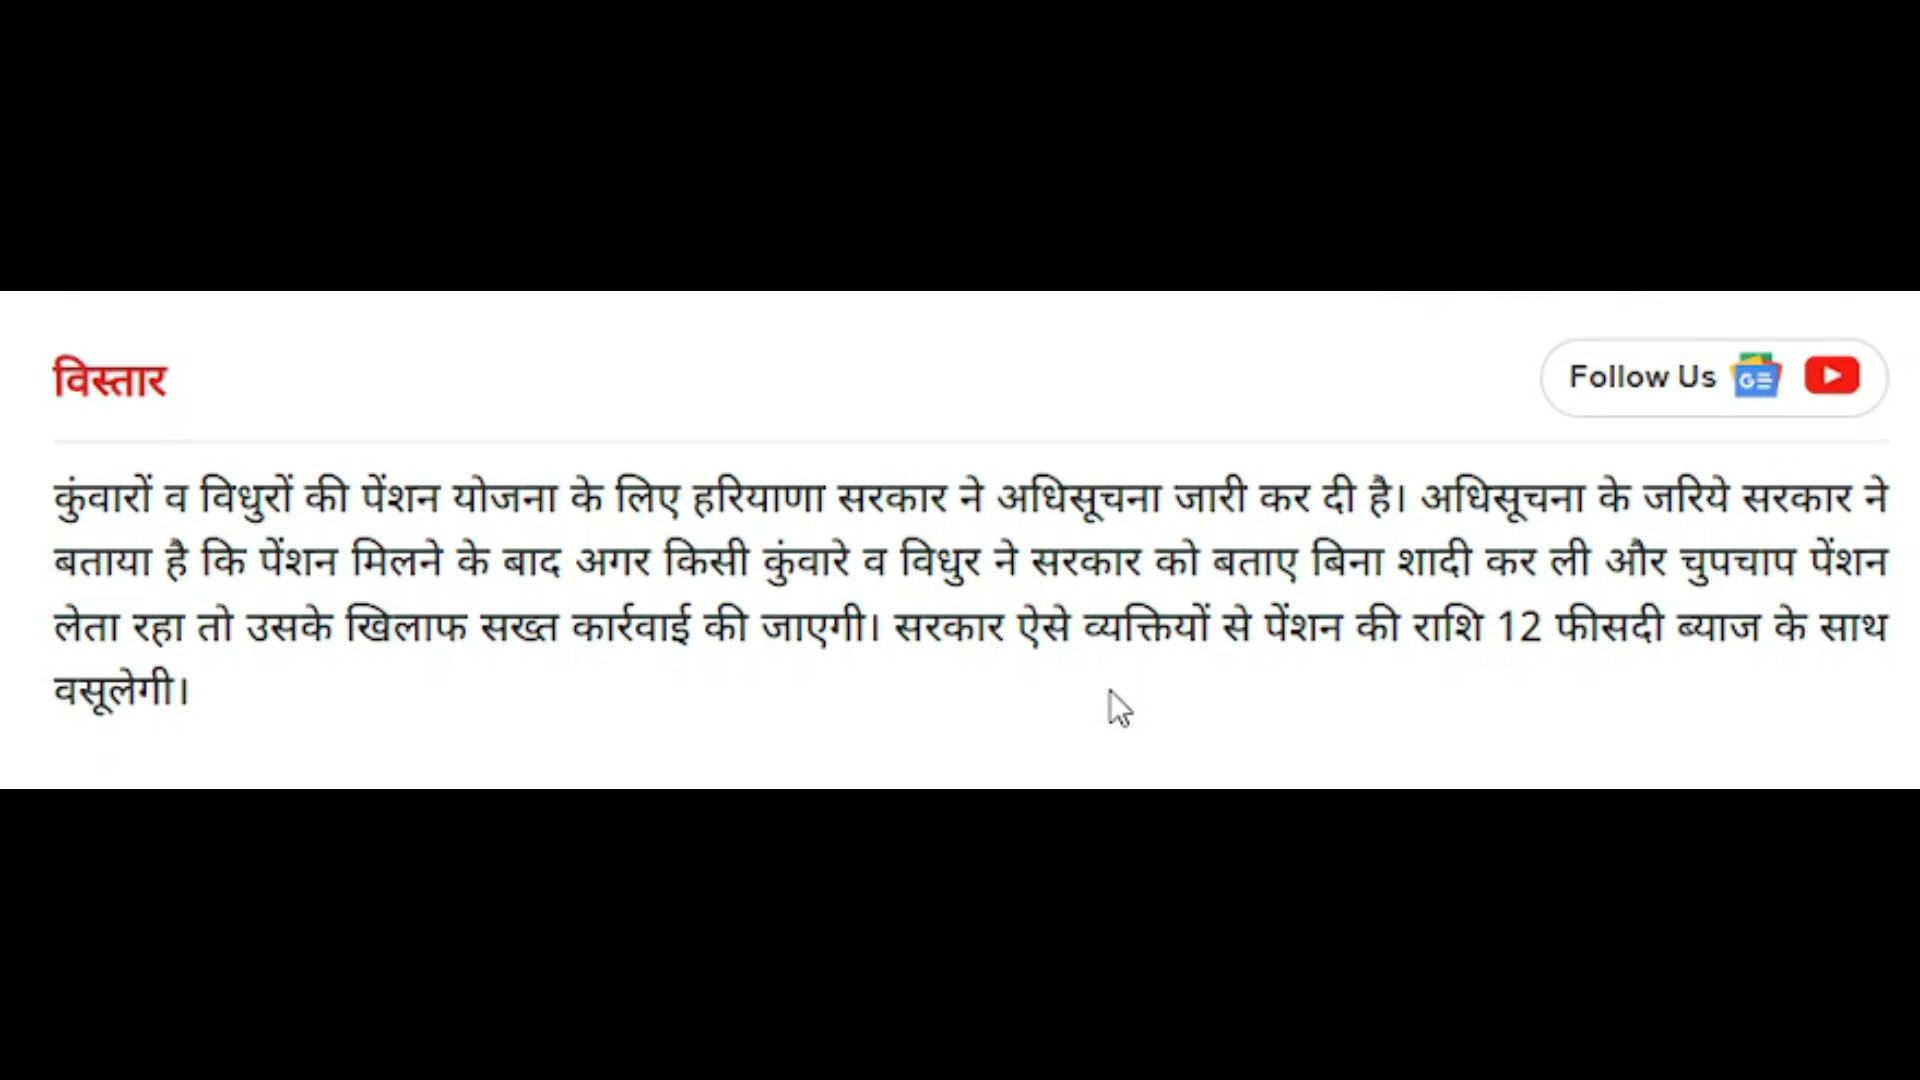 विस्तार
Follow Us GE
कुंवारों व विधुरों की पेंशन योजना के लिए हरियाणा सरकार ने अधिसूचना जारी कर दी है। अधिसूचना के जरिये सरकार ने
बताया है कि पेंशन मिलने के बाद अगर किसी कुंवारे व विधुर ने सरकार को बताए बिना शादी कर ली और चुपचाप पेंशन
लेता रहा तो उसके खिलाफ सख्त कार्रवाई की जाएगी। सरकार ऐसे व्यक्तियों से पेंशन की राशि 12 फीसदी ब्याज के साथ
वसूलेगी।